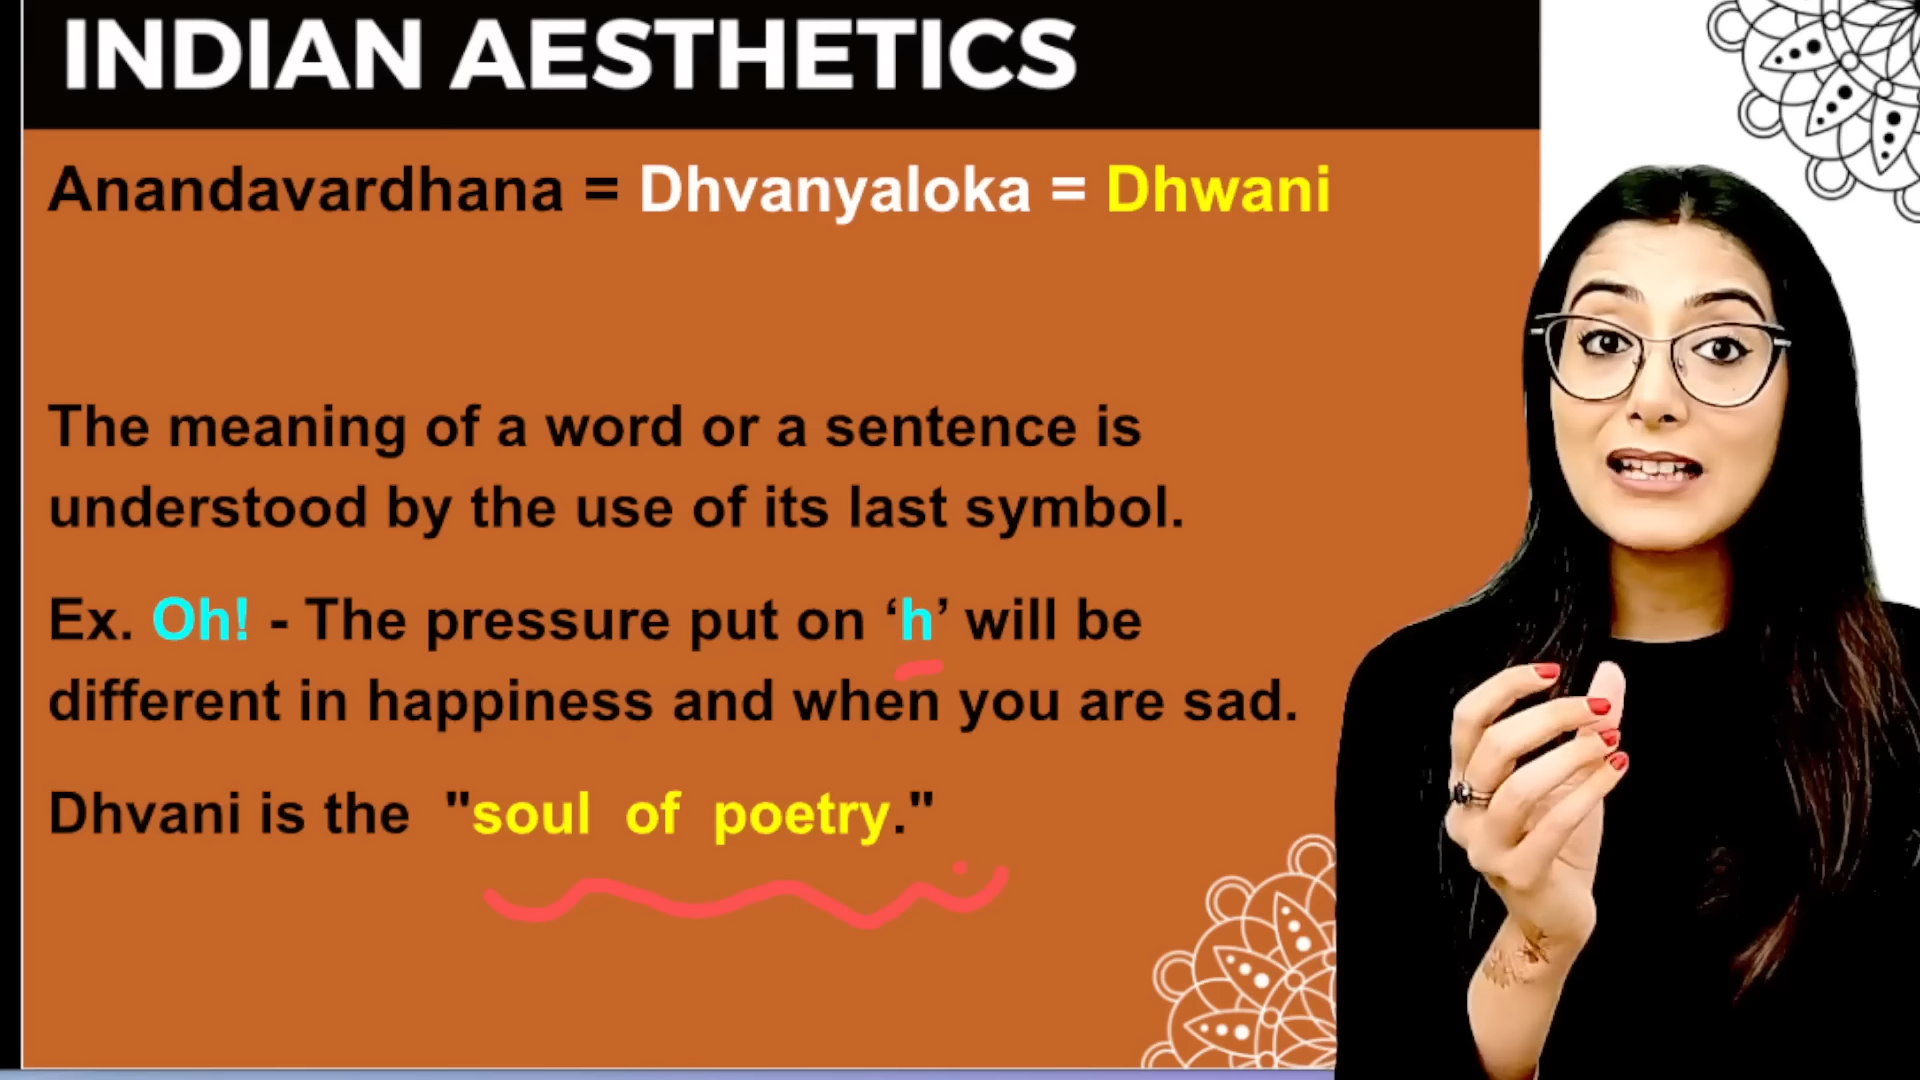 INDIAN AESTHETICS
Anandavardhana = Dhvanyaloka = Dhwani
The meaning of a word or a sentence is
understood by the use of its last symbol.
Ex. Oh! - The pressure put on ‘h’ will be
different in happiness and when you are sad.
Dhvani is the "soul of poetry."